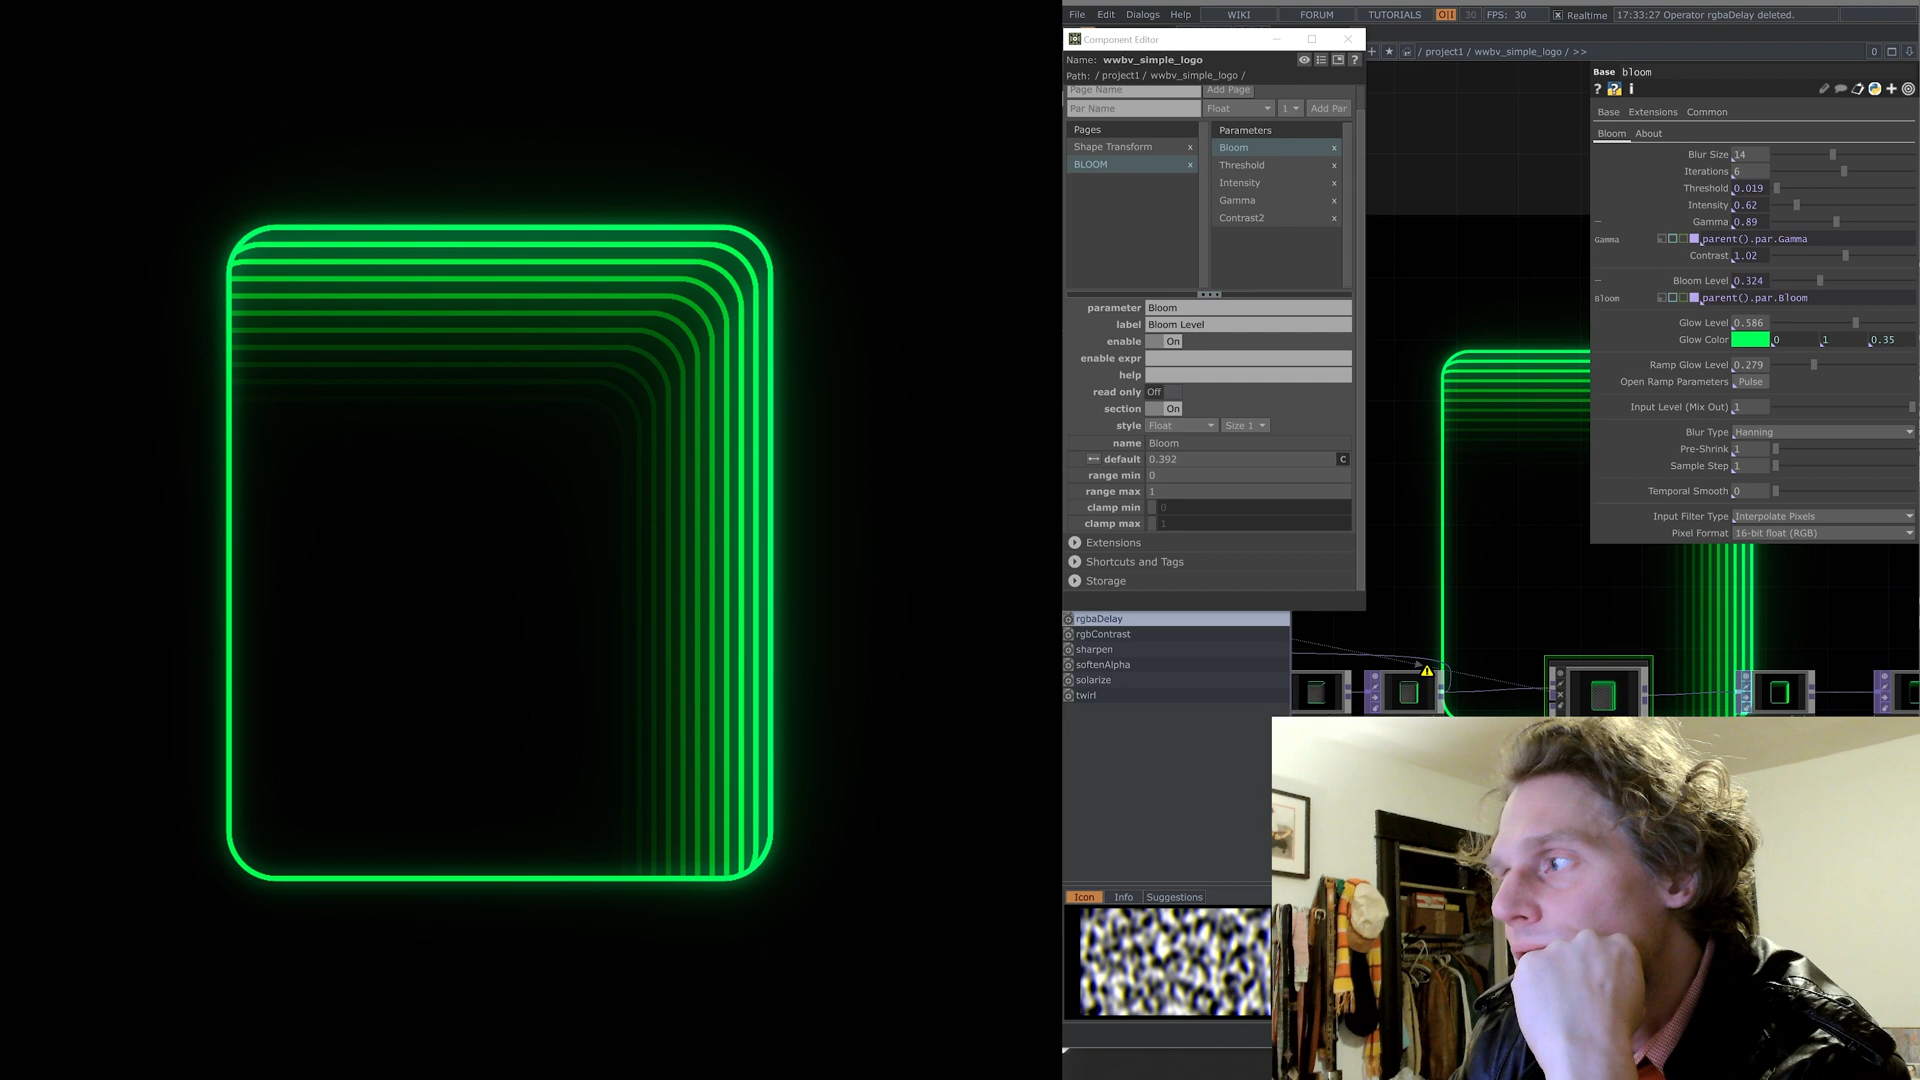 File Edit Dialogs Help WIKI FORUM TUTORIALS O|I 30 FPS: 30 Realtime 17:33:27 Operator rgbaDelay deleted.
Component Editor
/ project1 / wwbv_simple_logo / >> 0
Name: wwbv_simple_logo ?
Path: / project1 / wwbv_simple_logo /
Page Name Add Page
Par Name Float 1 Add Par
Pages
Shape Transform x
BLOOM x
Parameters
Bloom x
Threshold x
Intensity x
Gamma x
Contrast2 x
parameter Bloom
label Bloom Level
enable On
enable expr
help
read only Off
section On
style Float Size 1
name Bloom
default 0.392 C
range min 0
range max 1
clamp min 0
clamp max 1
Extensions
Shortcuts and Tags
Storage
Base bloom
? i
Base Extensions Common
Bloom About
Blur Size 14
Iterations 6
Threshold 0.019
Intensity 0.62
Gamma 0.89
Gamma parent().par.Gamma
Contrast 1.02
Bloom Level 0.324
Bloom parent().par.Bloom
Glow Level 0.586
Glow Color 0 1 0.35
Ramp Glow Level 0.279
Open Ramp Parameters Pulse
Input Level (Mix Out) 1
Blur Type Hanning
Pre-Shrink 1
Sample Step 1
Temporal Smooth 0
Input Filter Type Interpolate Pixels
Pixel Format 16-bit float (RGB)
rgbaDelay
rgbContrast
sharpen
softenAlpha
solarize
twirl
Icon Info Suggestions